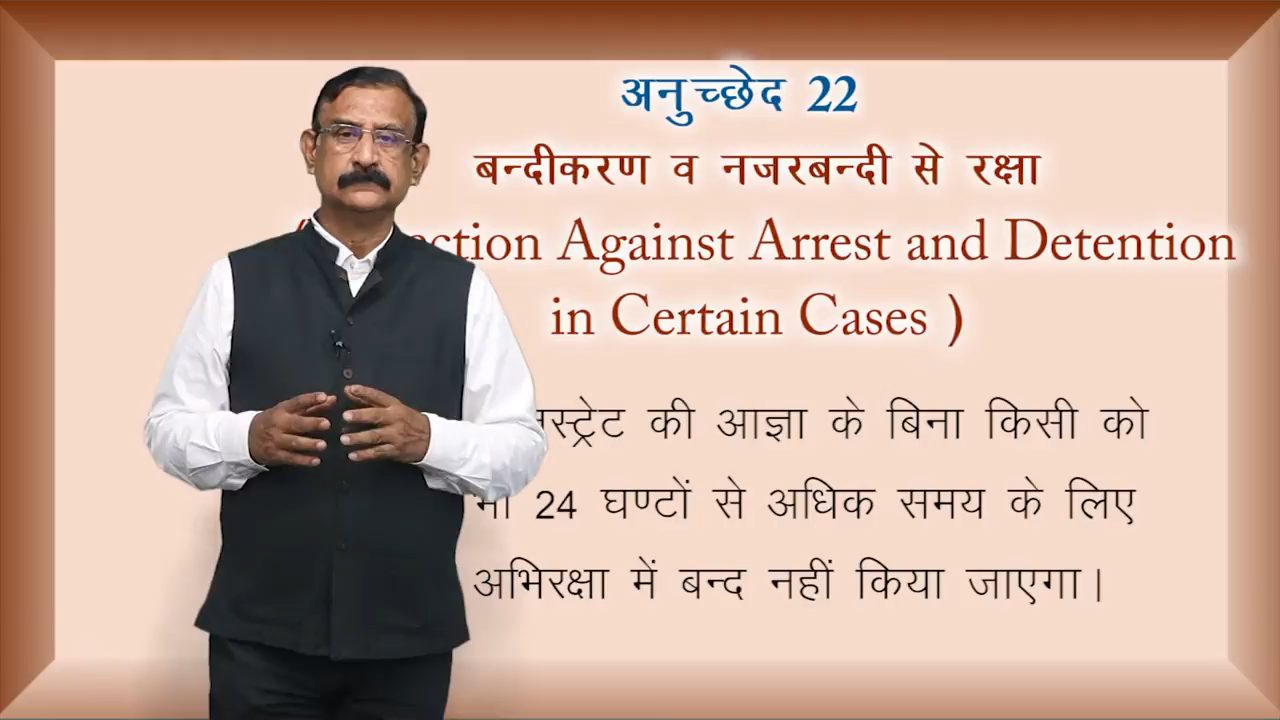 अनुच्छेद 22
बन्दीकरण व नजरबन्दी से रक्षा
Against Arrest and Detention
in Certain Cases )
की आज्ञा के बिना किसी को
24 घण्टों से अधिक समय के लिए
अभिरक्षा में बन्द नहीं किया जाएगा।